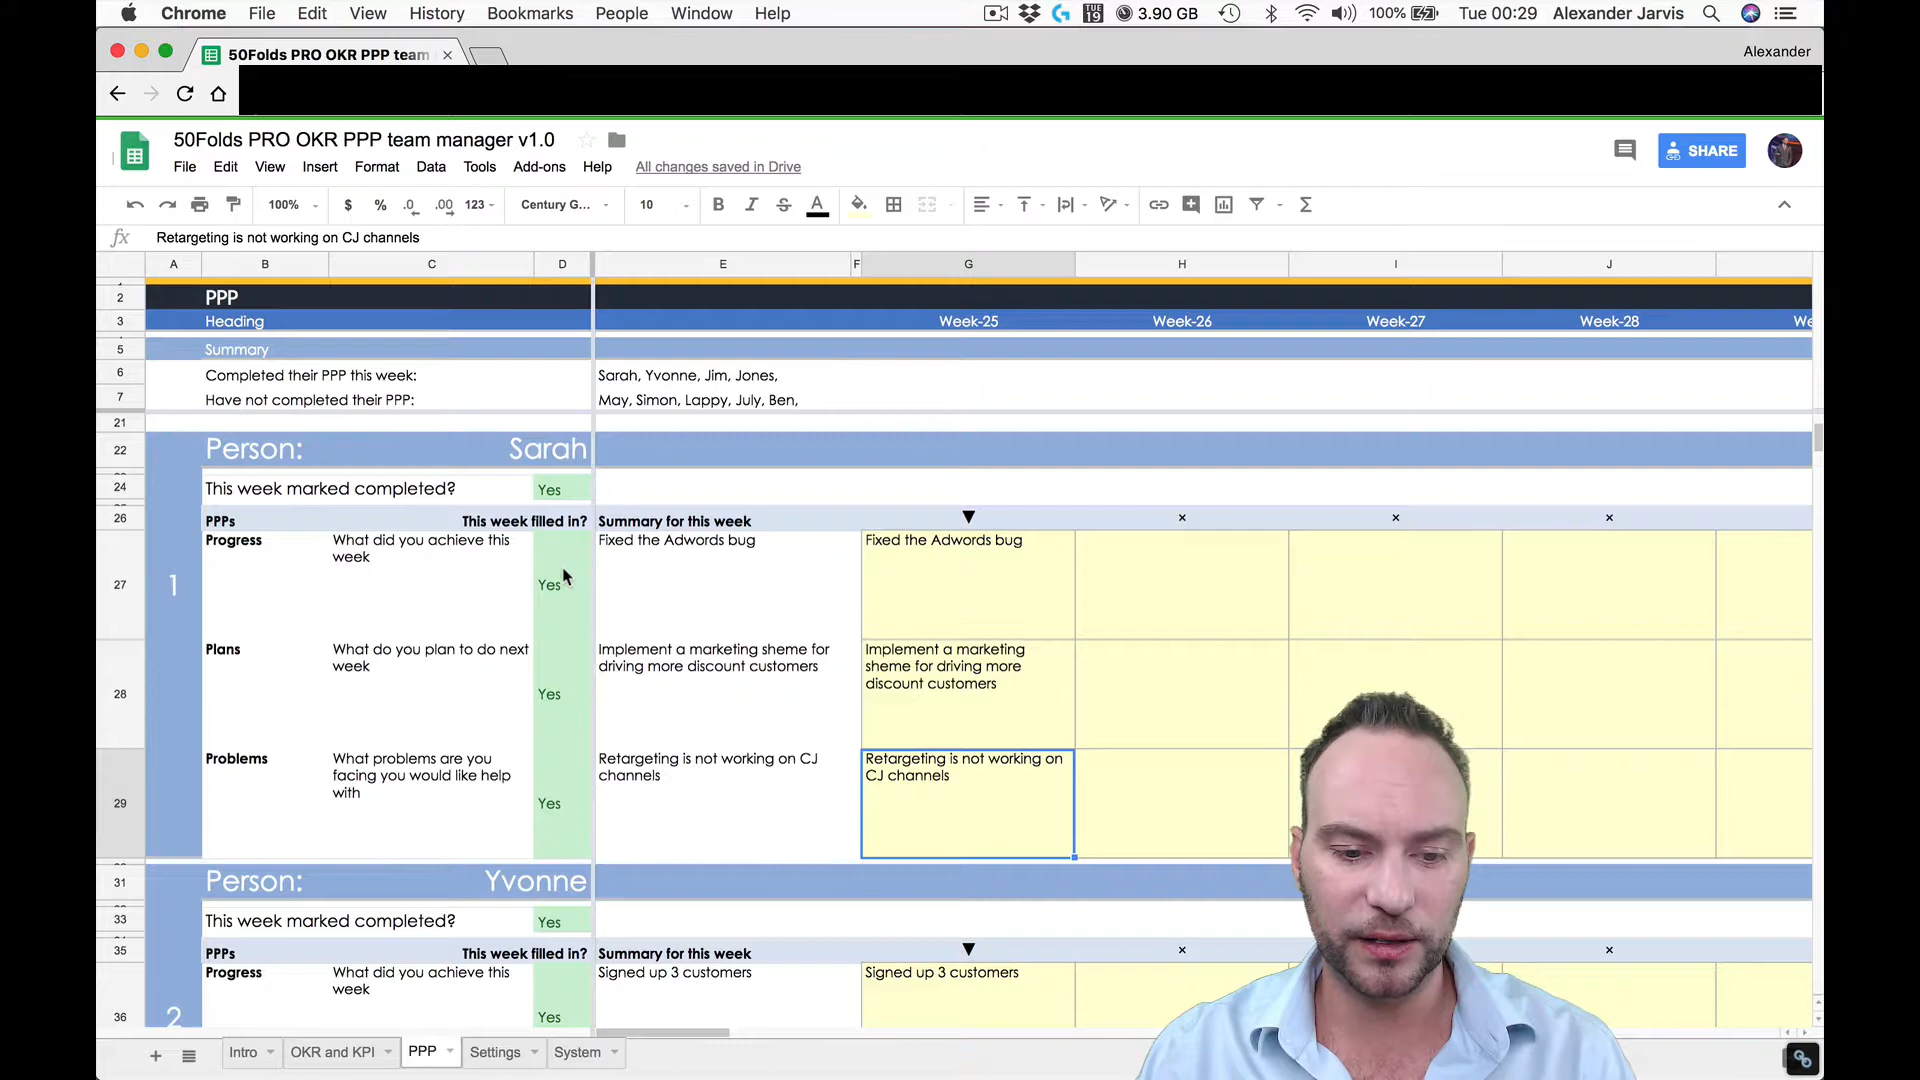 Chrome File Edit View History Bookmarks People Window Help
TUE 19 3.90 GB 100% Tue 00:29 Alexander Jarvis
50Folds PRO OKR PPP team × Alexander
50Folds PRO OKR PPP team manager v1.0
File Edit View Insert Format Data Tools Add-ons Help All changes saved in Drive
SHARE
100% $ % .0 .00 123 Century G... 10 B I S A Σ
fx Retargeting is not working on CJ channels
A B C D E F G H I J
2 PPP
3 Heading Week-25 Week-26 Week-27 Week-28 We
5 Summary
6 Completed their PPP this week: Sarah, Yvonne, Jim, Jones,
7 Have not completed their PPP: May, Simon, Lappy, July, Ben,
21
22 Person: Sarah
24 This week marked completed? Yes
26 PPPs This week filled in? Summary for this week ▼ × × ×
Progress What did you achieve this Fixed the Adwords bug Fixed the Adwords bug
week
27 1 Yes
Plans What do you plan to do next Implement a marketing sheme for Implement a marketing
week driving more discount customers sheme for driving more
discount customers
28 Yes
Problems What problems are you Retargeting is not working on CJ Retargeting is not working on
facing you would like help channels CJ channels
with
29 Yes
31 Person: Yvonne
33 This week marked completed? Yes
35 PPPs This week filled in? Summary for this week ▼ × ×
Progress What did you achieve this Signed up 3 customers Signed up 3 customers
week
36 2 Yes
+ Intro OKR and KPI PPP Settings System